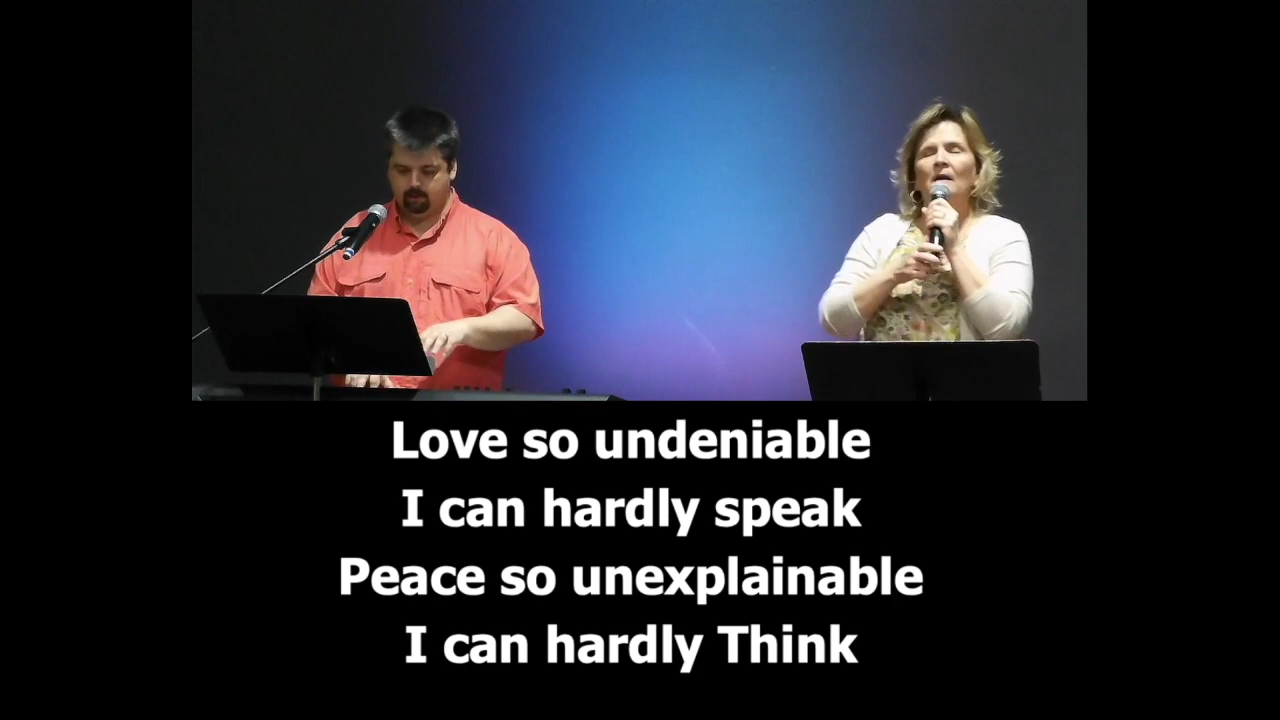 Love so undeniable
I can hardly speak
Peace so unexplainable
I can hardly Think